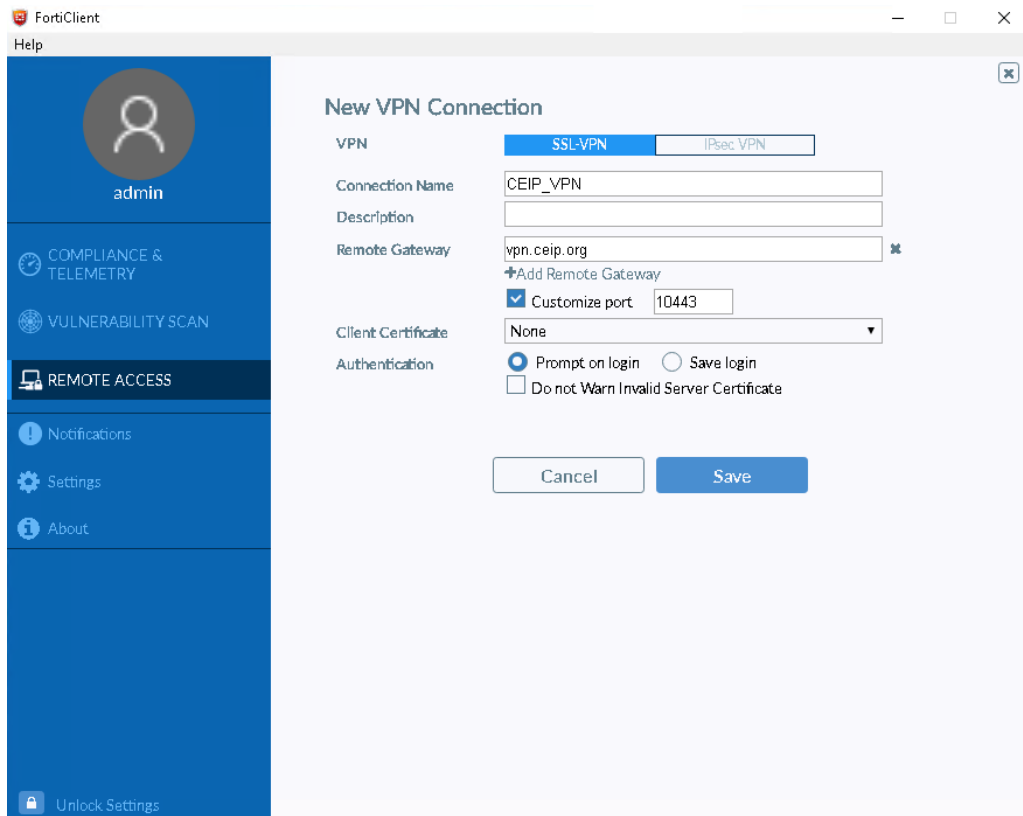 FortiClient
Help
admin
COMPLIANCE &
TELEMETRY
VULNERABILITY SCAN
REMOTE ACCESS
Notifications
Settings
About
Unlock Settings
New VPN Connection
VPN SSL-VPN IPsec VPN
Connection Name CEIP_VPN
Description
Remote Gateway vpn.ceip.org
+Add Remote Gateway
Customize port 10443
Client Certificate None
Authentication Prompt on login Save login
Do not Warn Invalid Server Certificate
Cancel Save